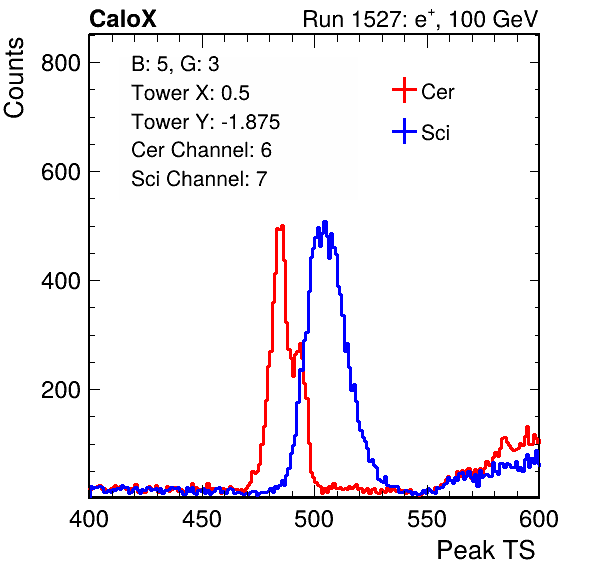 CaloX
Run 1527: e+, 100 GeV
Counts
B: 5, G: 3
Tower X: 0.5
Tower Y: -1.875
Cer Channel: 6
Sci Channel: 7
Cer
Sci
800
600
400
200
400 450 500 550 600
Peak TS